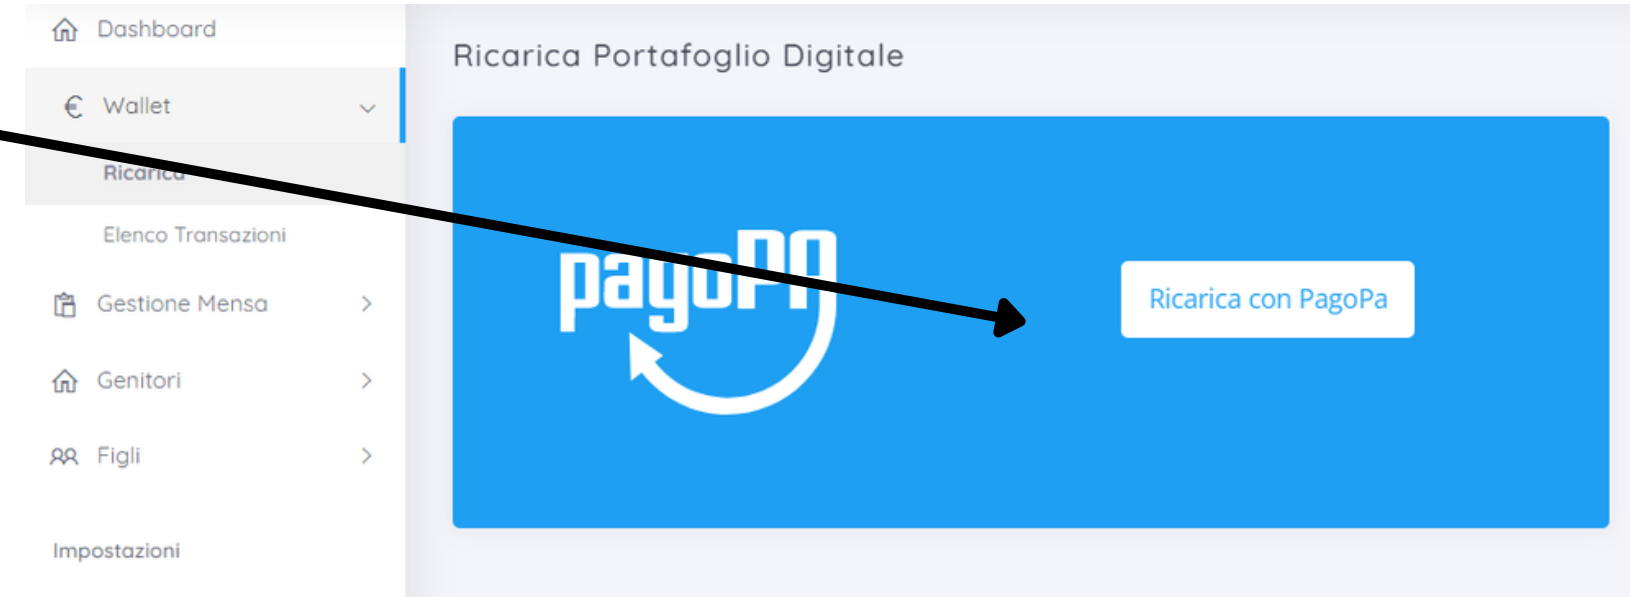 Dashboard
Ricarica Portafoglio Digitale
€ Wallet
Ricarica
Elenco Transazioni
pagoPA
Ricarica con PagoPa
Gestione Mensa
Genitori
Figli
Impostazioni